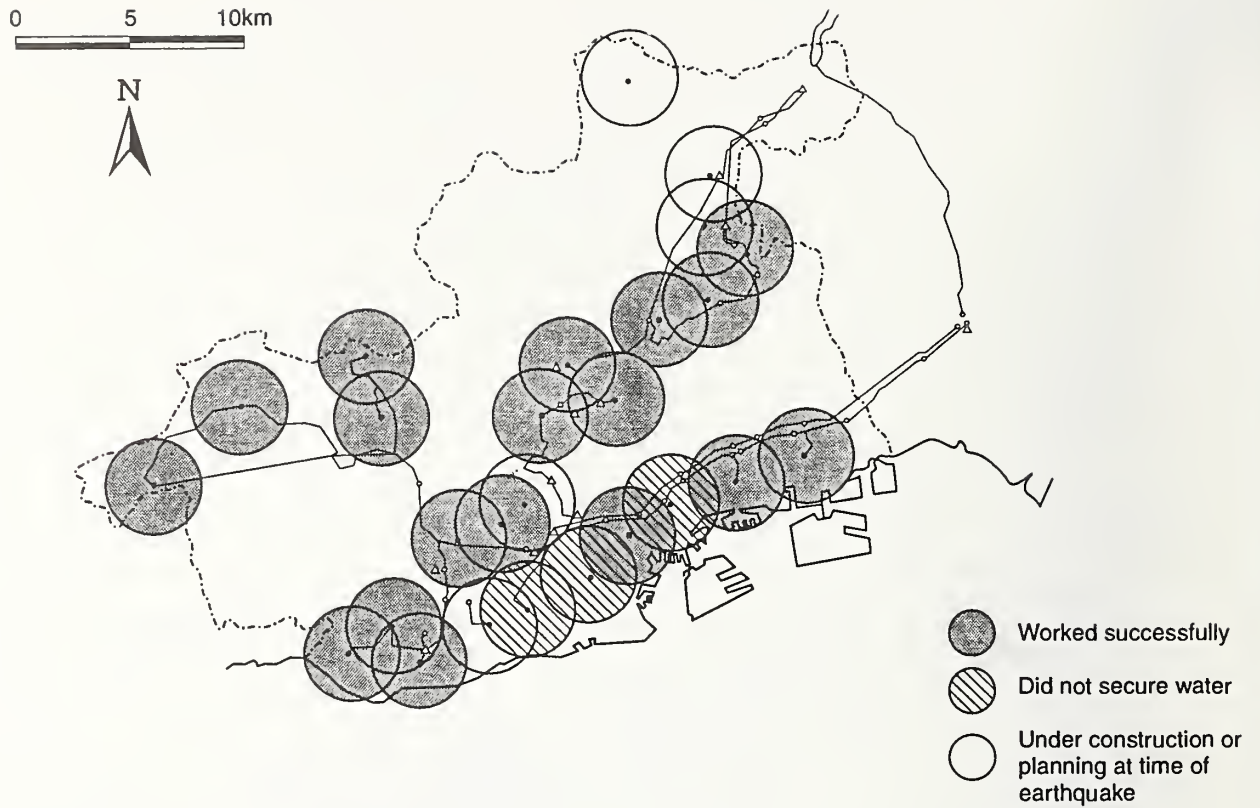 0 5 10km
N
Worked successfully
Did not secure water
Under construction or
planning at time of
earthquake